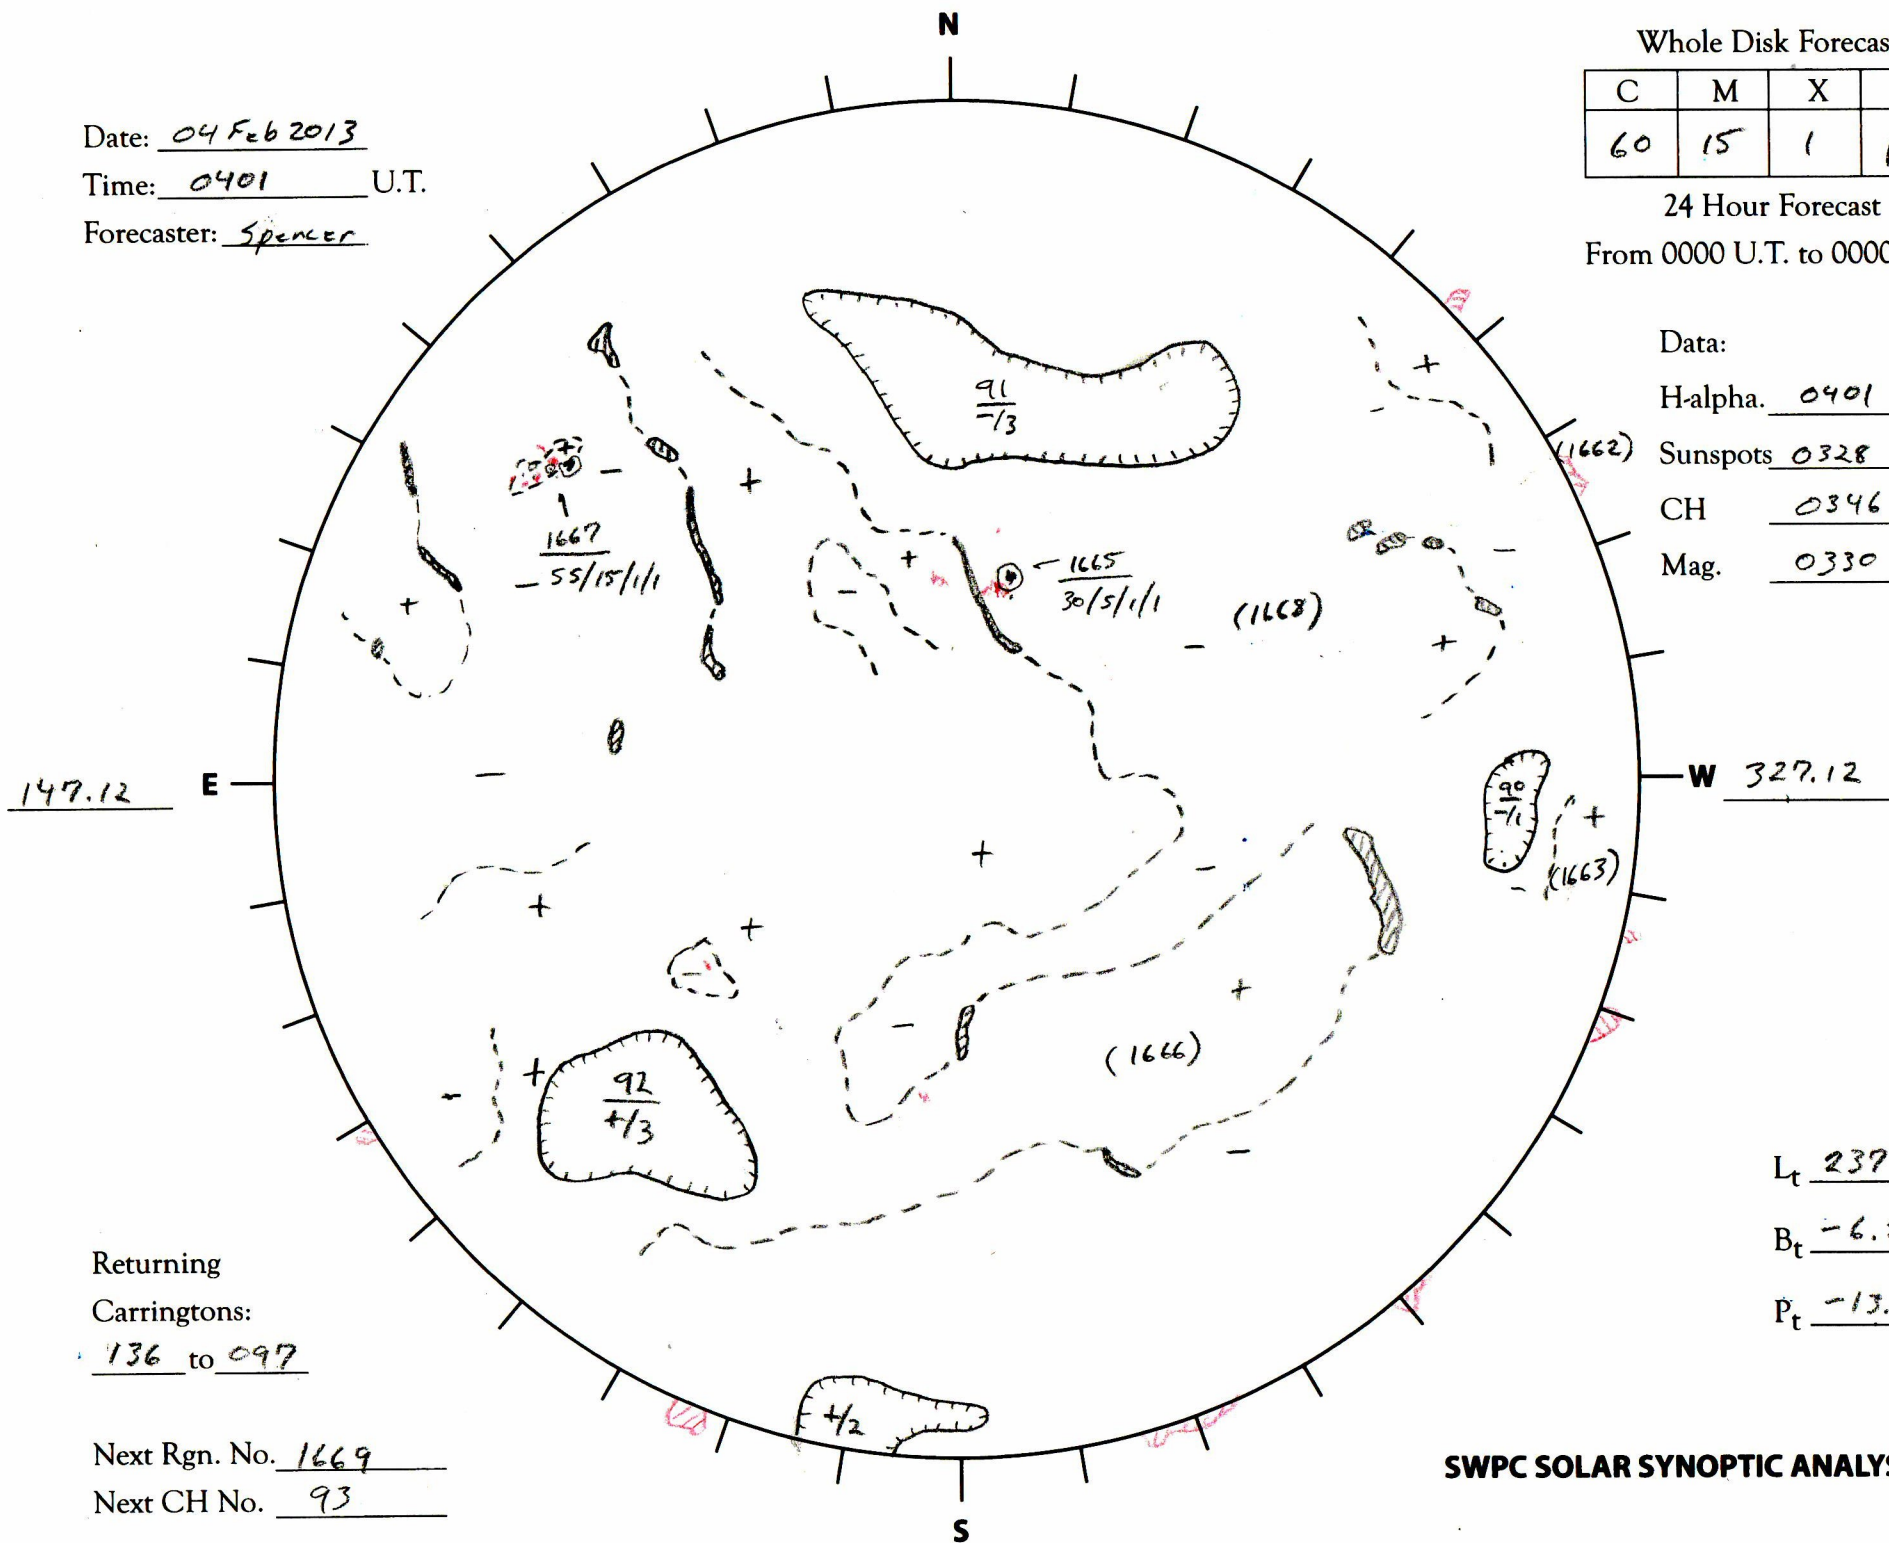 N
Whole Disk Forecas
C M X
60 15 1
24 Hour Forecast
From 0000 U.T. to 0000
Date: 04 Feb 2013
Time: 0401 U.T.
Forecaster: Spencer
Data:
H-alpha. 0401
Sunspots 0328
CH 0346
Mag. 0330
91
-/3
+
-
(1662)
+
-
+
1667
55/15/1/1
-
+
-
1665
30/5/1/1
-
+
(1668)
-
+
147.12 E
-
W 327.12
90
-/1
+
(1663)
-
+
-
+
+
-
+
-
(1666)
+
-
92
+/3
-
Lt 237
Bt -6.
Pt -13.
Returning
Carringtons:
136 to 097
+/2
Next Rgn. No. 1669
Next CH No. 93
SWPC SOLAR SYNOPTIC ANALYS
S